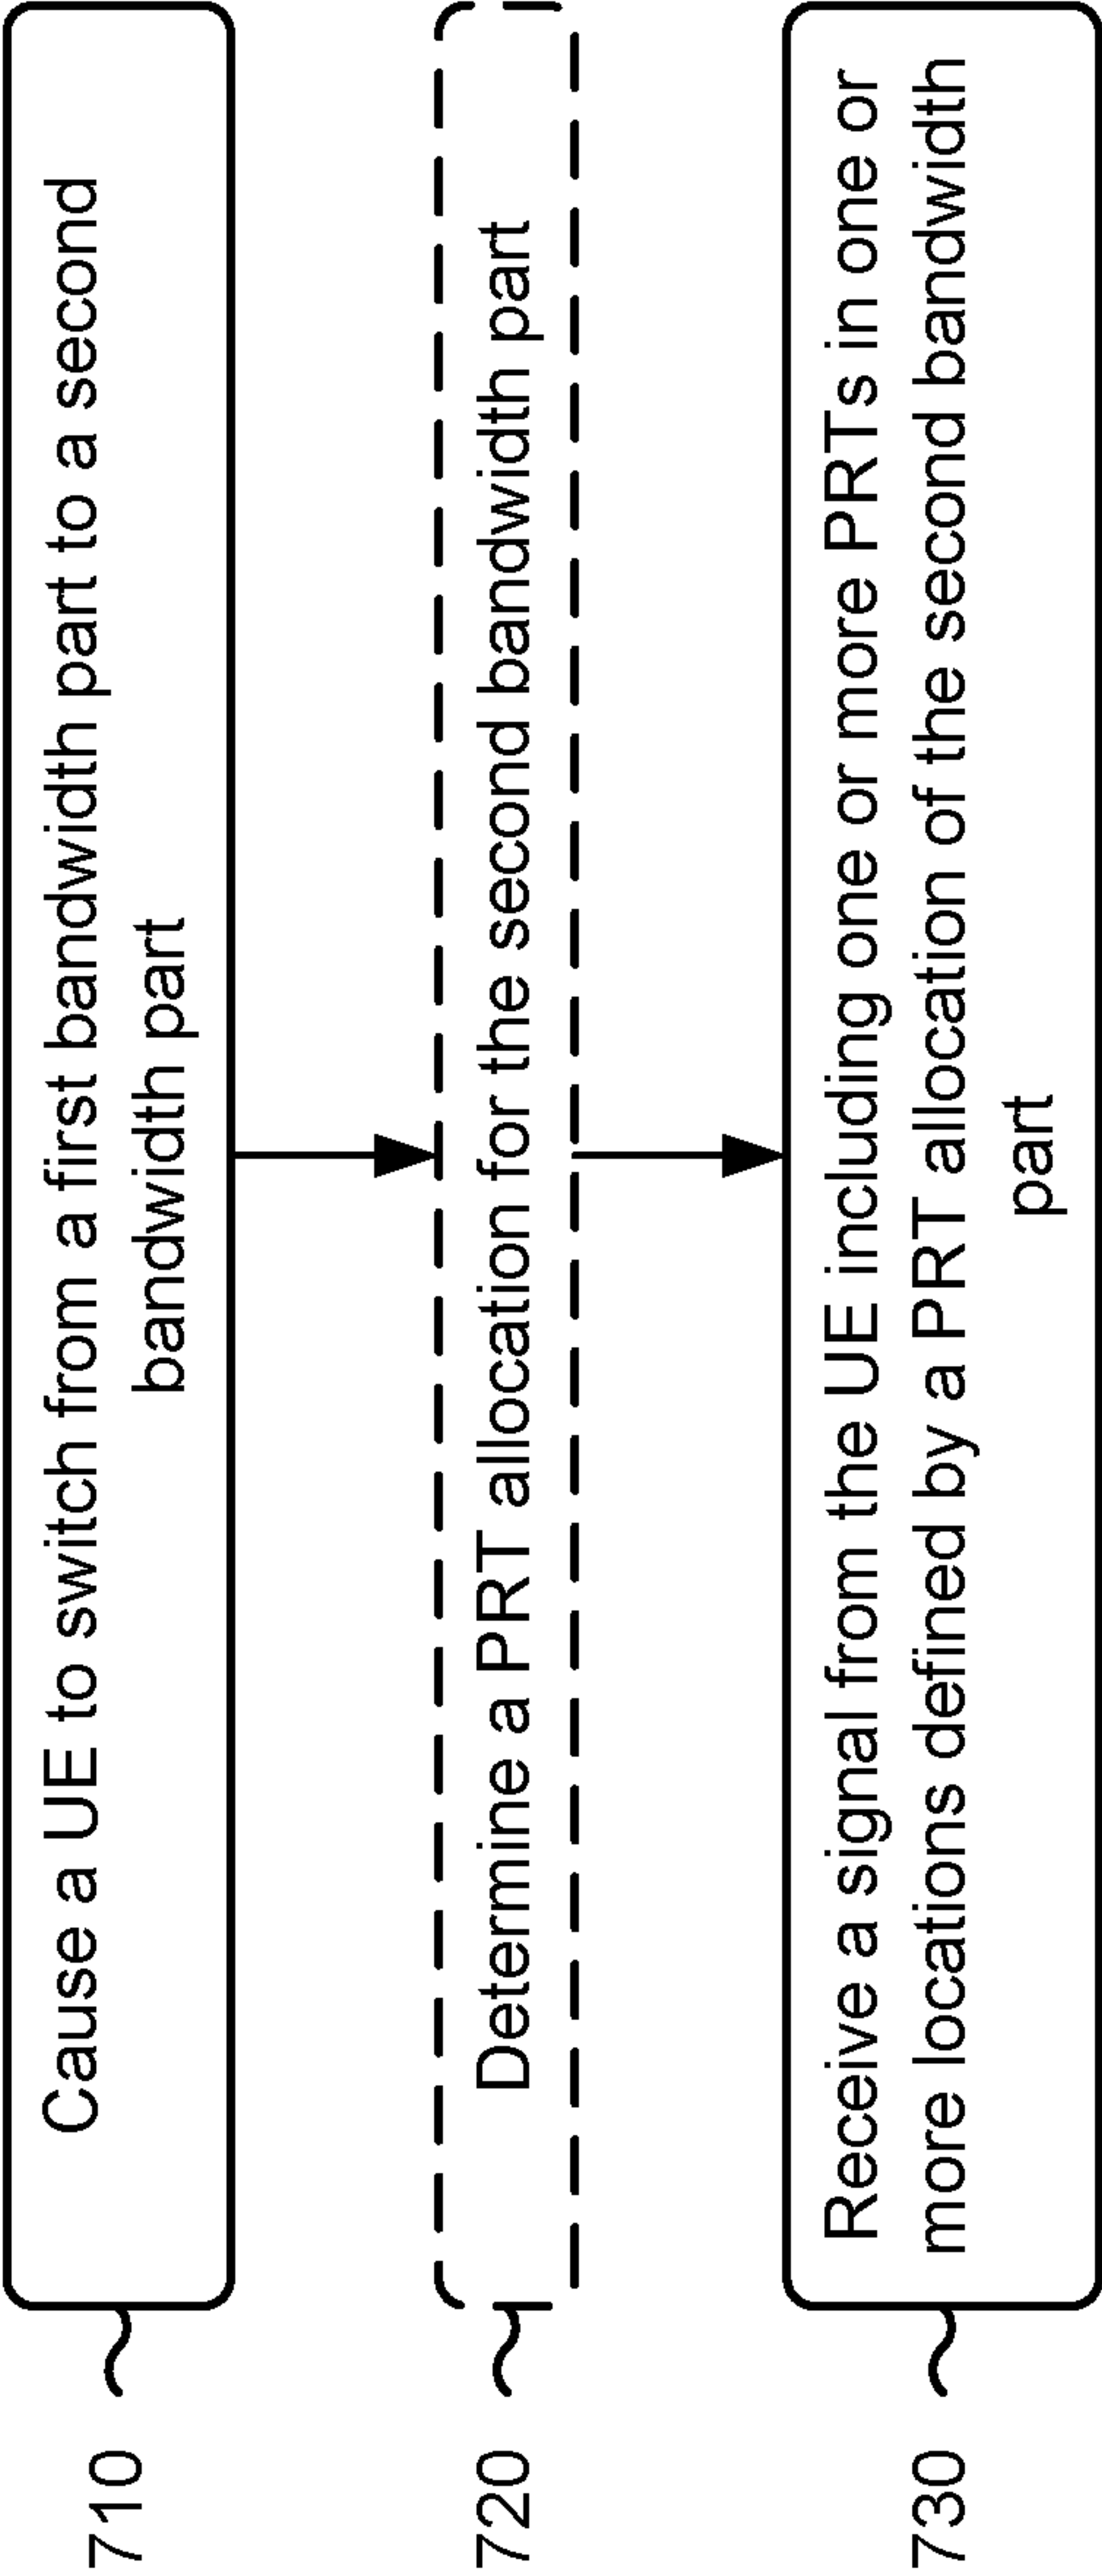 710
Cause a UE to switch from a first bandwidth part to a second
bandwidth part
720
Determine a PRT allocation for the second bandwidth part
730
Receive a signal from the UE including one or more PRTs in one or
more locations defined by a PRT allocation of the second bandwidth
part